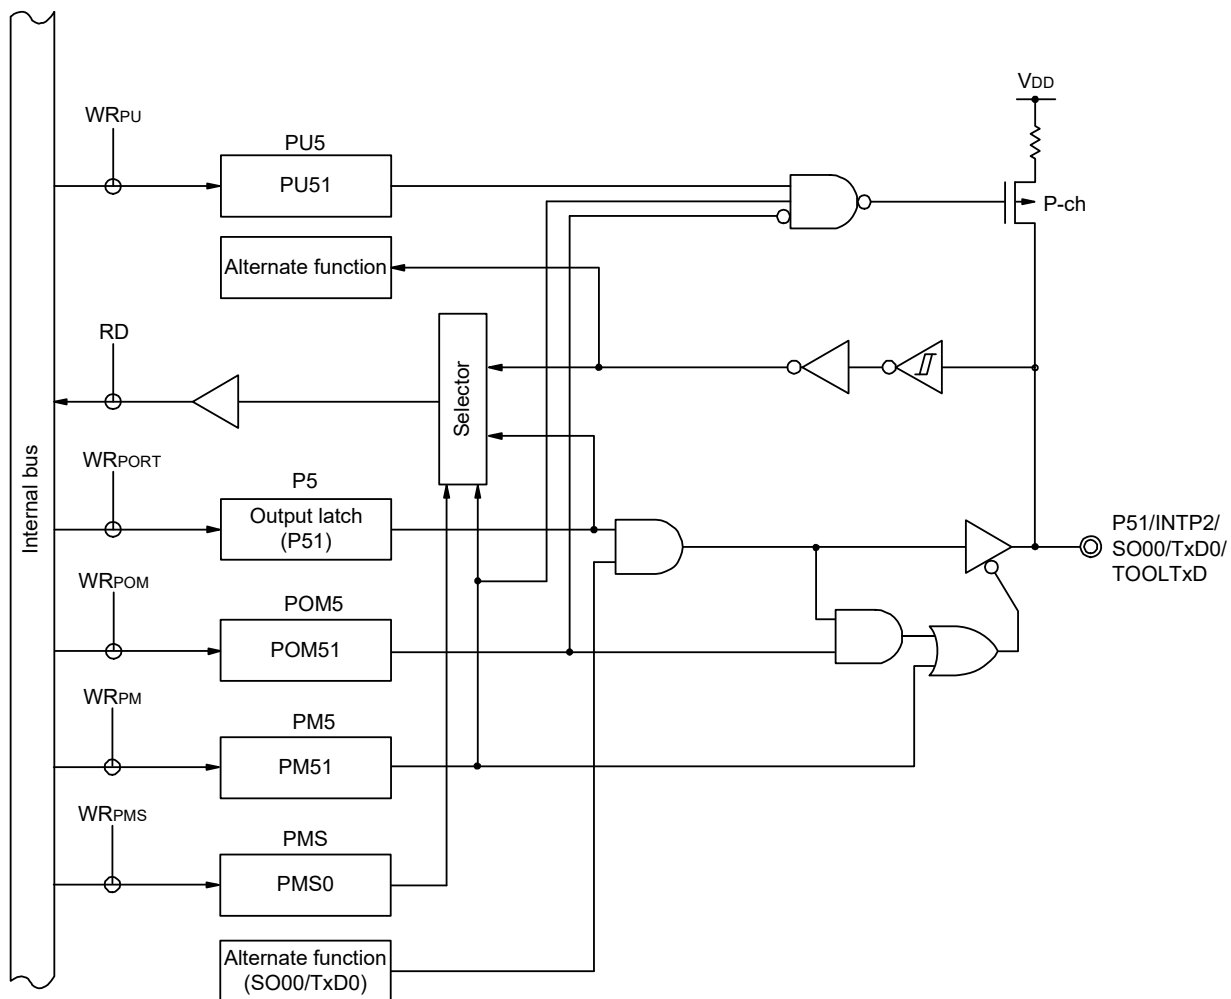 VDD
WRPU
PU5
PU51
P-ch
Alternate function
RD
Selector
Internal bus
WRPORT
P5
Output latch
(P51)
P51/INTP2/
SO00/TxD0/
TOOLTxD
WRPOM
POM5
POM51
WRPM
PM5
PM51
WRPMS
PMS
PMS0
Alternate function
(SO00/TxD0)